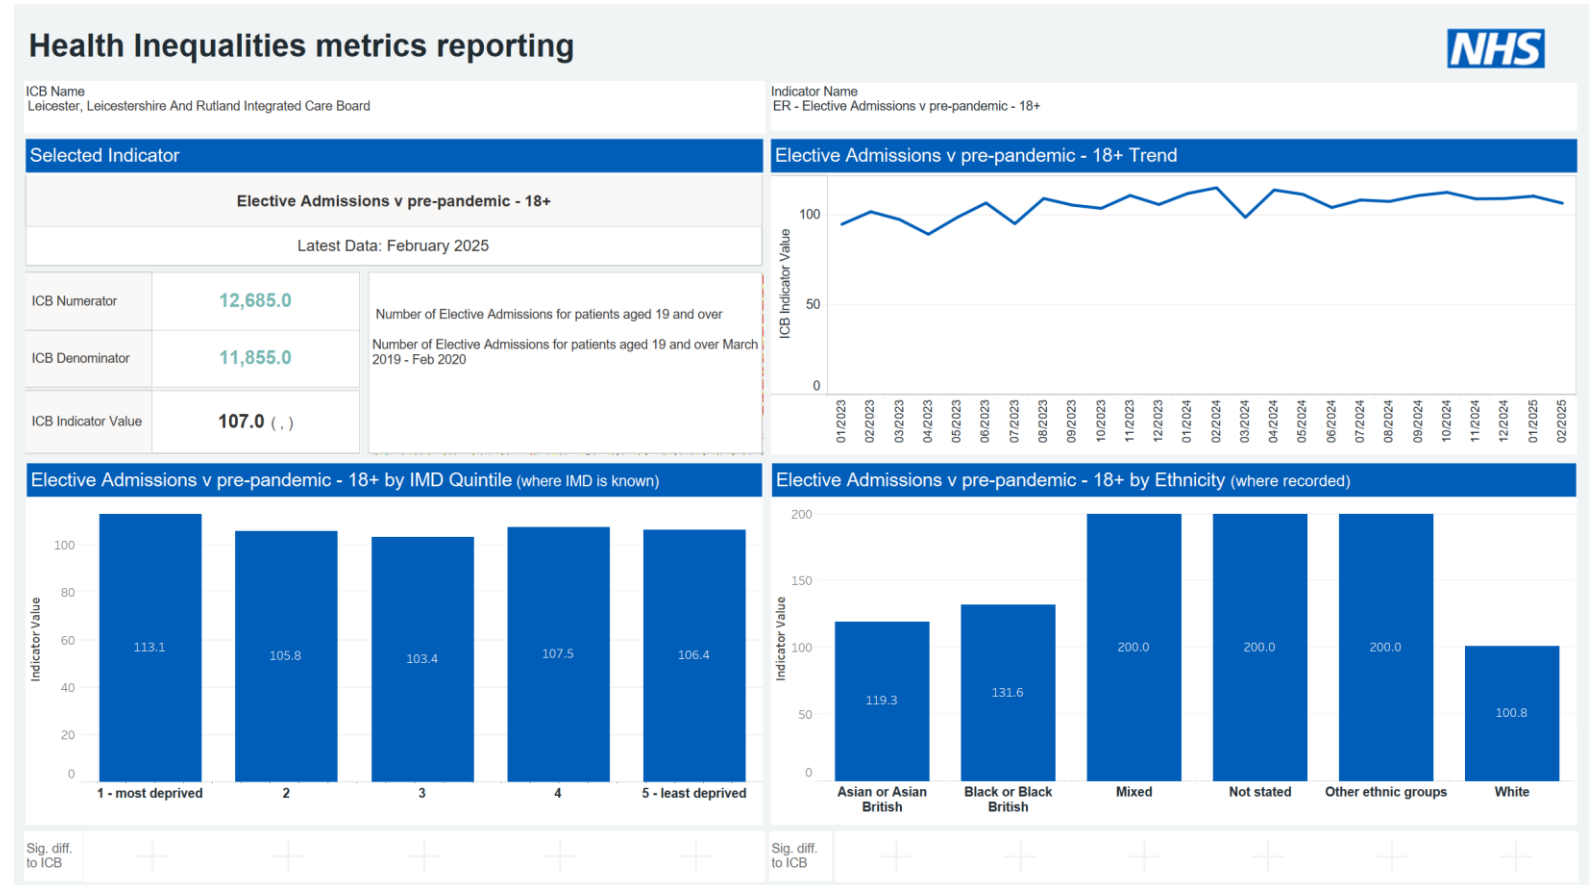 Health Inequalities metrics reporting
NHS
ICB Name
Leicester, Leicestershire And Rutland Integrated Care Board
Indicator Name
ER - Elective Admissions v pre-pandemic - 18+
Selected Indicator
Elective Admissions v pre-pandemic - 18+
Latest Data: February 2025
ICB Numerator
12,685.0
ICB Denominator
11,855.0
ICB Indicator Value
107.0 ( , )
Number of Elective Admissions for patients aged 19 and over
Number of Elective Admissions for patients aged 19 and over March
2019 - Feb 2020
Elective Admissions v pre-pandemic - 18+ Trend
ICB Indicator Value
100
50
0
01/2023
02/2023
03/2023
04/2023
05/2023
06/2023
07/2023
08/2023
09/2023
10/2023
11/2023
12/2023
01/2024
02/2024
03/2024
04/2024
05/2024
06/2024
07/2024
08/2024
09/2024
10/2024
11/2024
12/2024
01/2025
02/2025
Elective Admissions v pre-pandemic - 18+ by IMD Quintile (where IMD is known)
Indicator Value
100
80
60
40
20
0
113.1
105.8
103.4
107.5
106.4
1 - most deprived
2
3
4
5 - least deprived
Sig. diff.
to ICB
Elective Admissions v pre-pandemic - 18+ by Ethnicity (where recorded)
Indicator Value
200
150
100
50
0
119.3
131.6
200.0
200.0
200.0
100.8
Asian or Asian
British
Black or Black
British
Mixed
Not stated
Other ethnic groups
White
Sig. diff.
to ICB